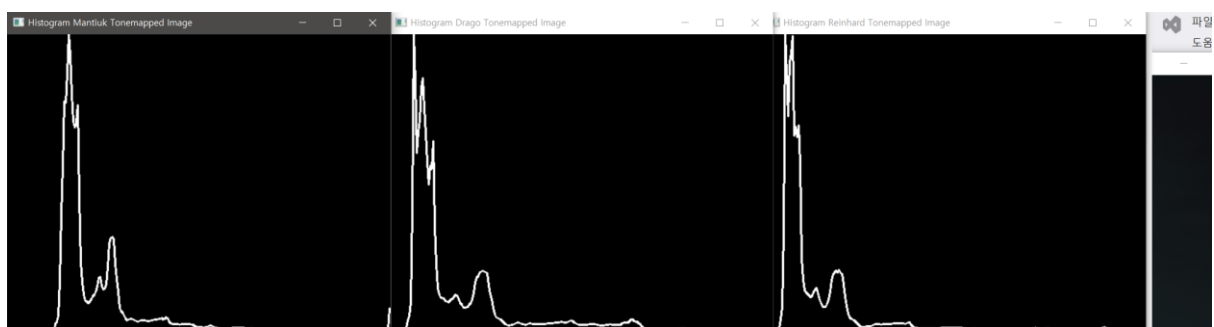 Histogram Mantiuk Tonemapped Image
Histogram Drago Tonemapped Image
Histogram Reinhard Tonemapped Image
파일
도움